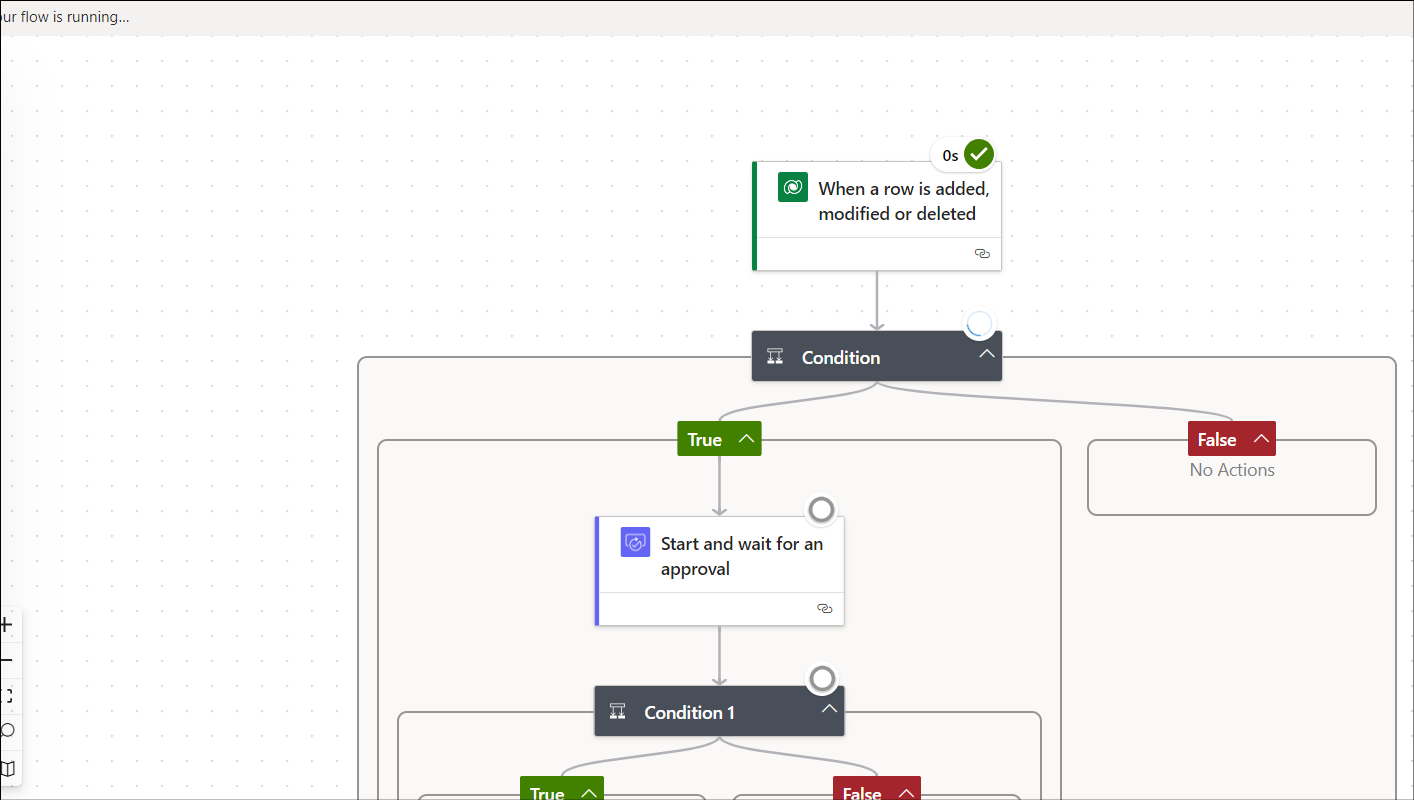 our flow is running...
0s
When a row is added,
modified or deleted
Condition
True
False
No Actions
Start and wait for an
approval
Condition 1
True
False